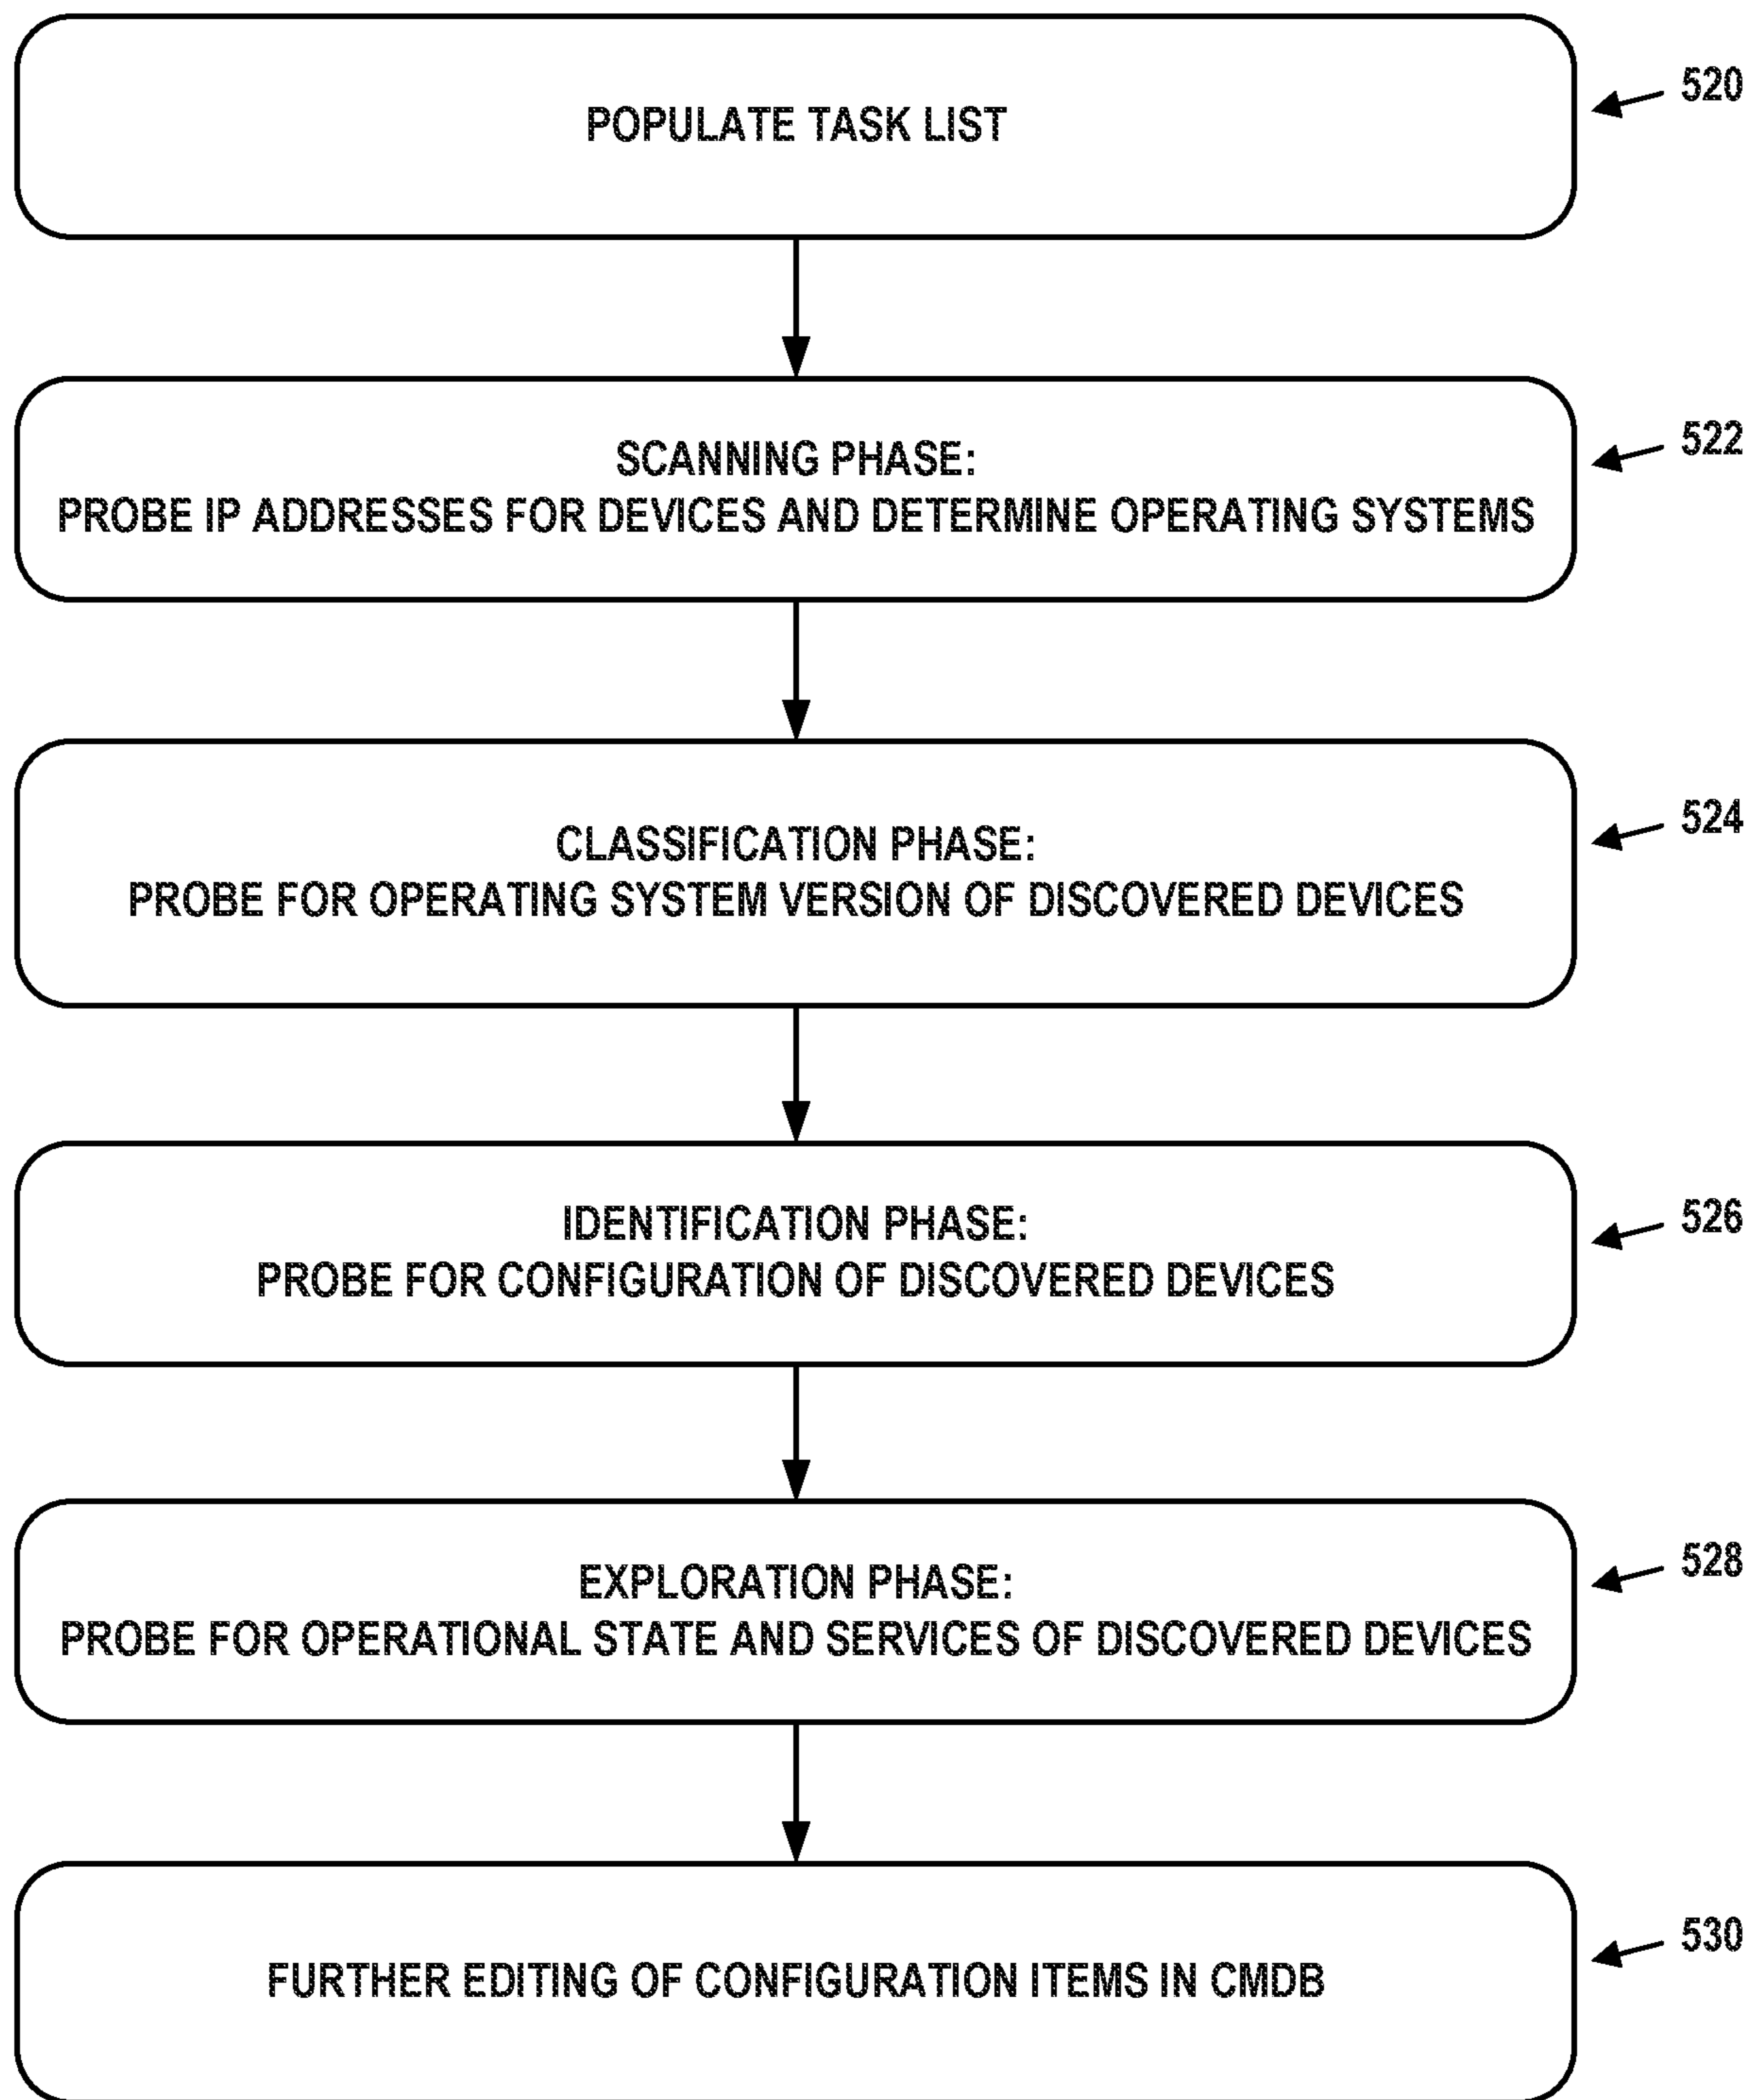 POPULATE TASK LIST
520
SCANNING PHASE:
PROBE IP ADDRESSES FOR DEVICES AND DETERMINE OPERATING SYSTEMS
522
CLASSIFICATION PHASE:
PROBE FOR OPERATING SYSTEM VERSION OF DISCOVERED DEVICES
524
IDENTIFICATION PHASE:
PROBE FOR CONFIGURATION OF DISCOVERED DEVICES
526
EXPLORATION PHASE:
PROBE FOR OPERATIONAL STATE AND SERVICES OF DISCOVERED DEVICES
528
FURTHER EDITING OF CONFIGURATION ITEMS IN CMDB
530